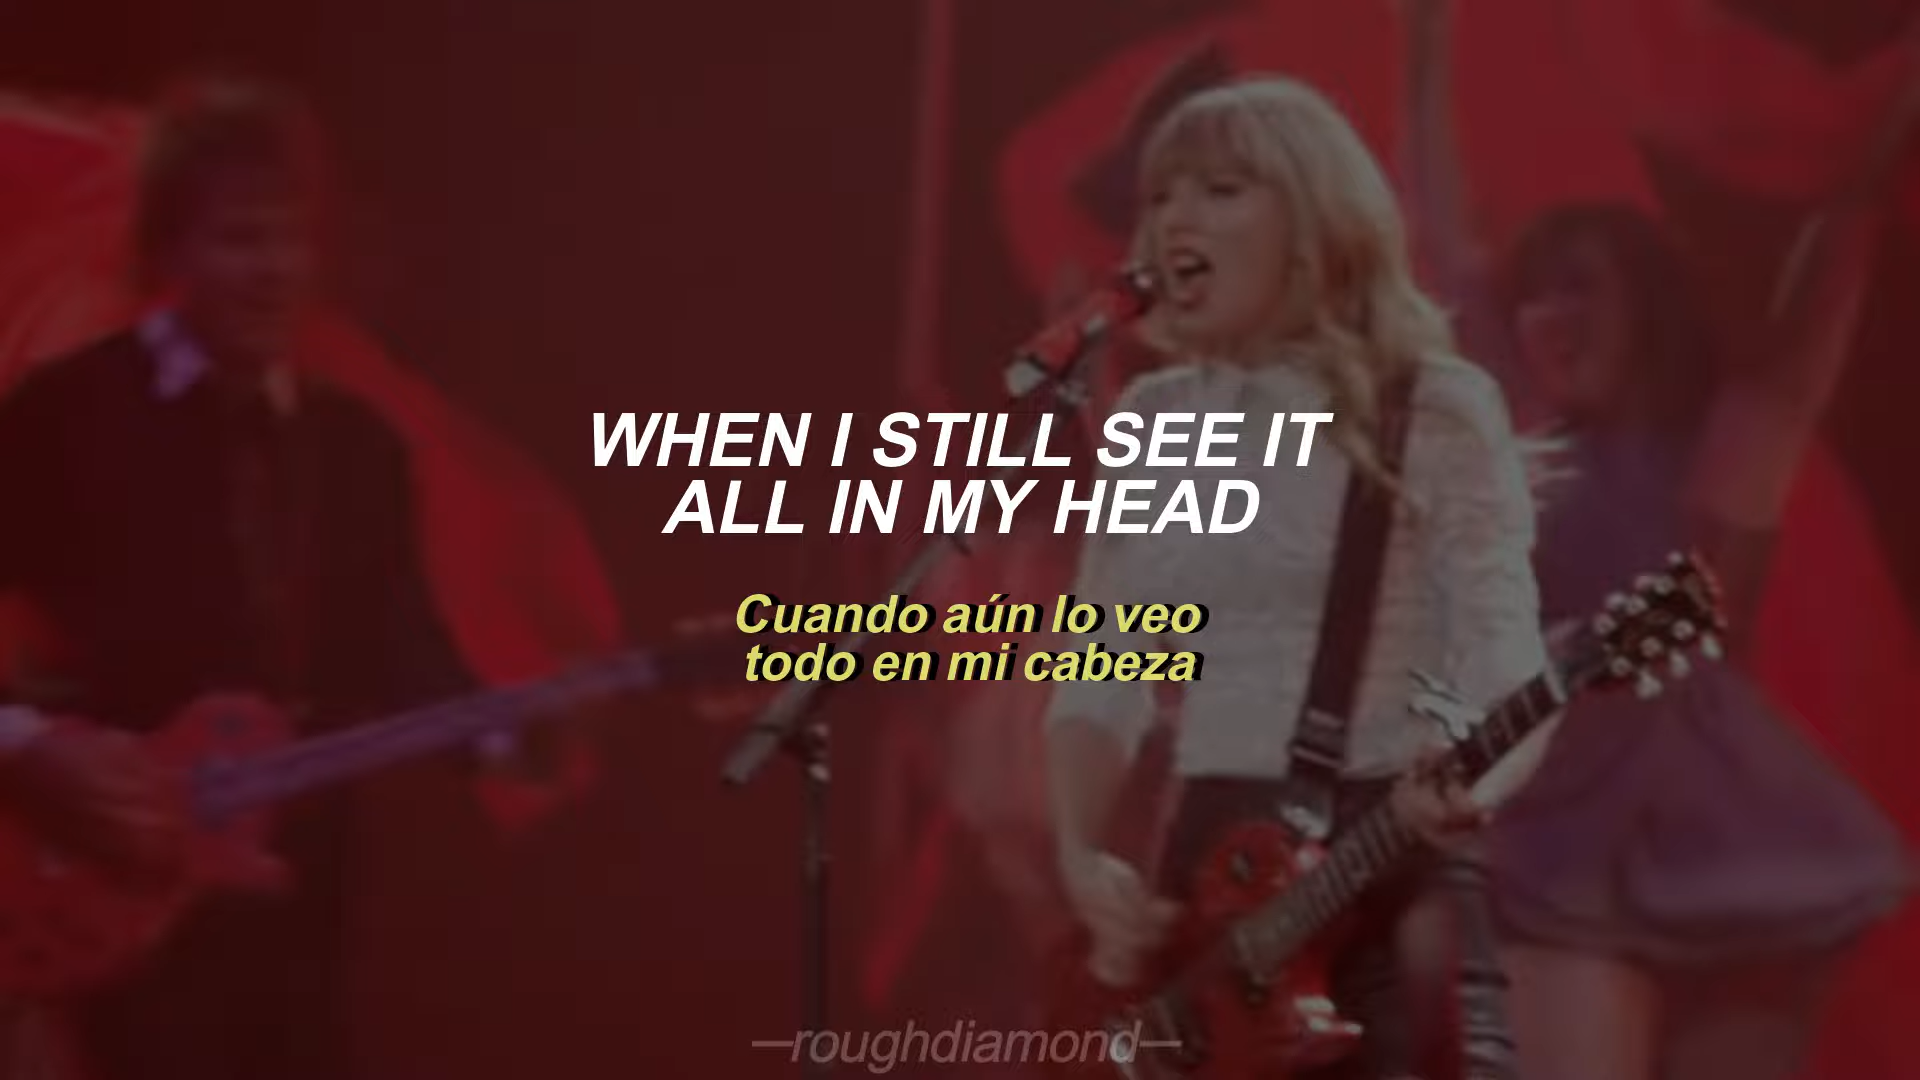 WHEN I STILL SEE IT
ALL IN MY HEAD
Cuando aún lo veo
todo en mi cabeza
—roughdiamond—